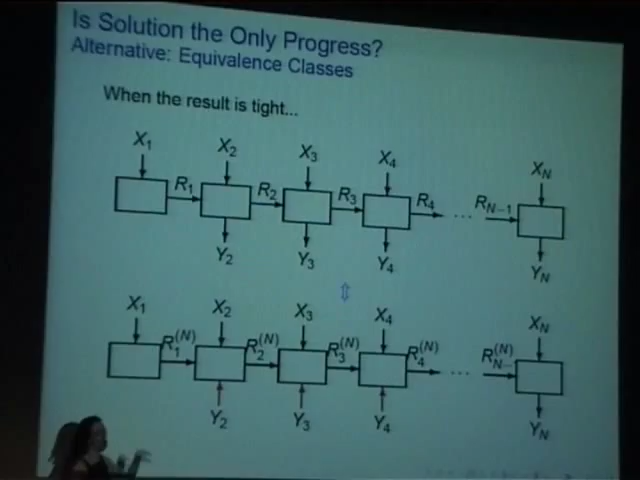 Is Solution the Only Progress?
Alternative: Equivalence Classes
When the result is tight...
X1 X2 X3 X4 XN
R1 R2 R3 R4 ... RN−1
Y2 Y3 Y4 YN
X1 X2 X3 X4 XN
R1(N) R2(N) R3(N) R4(N) ... RN−(N)
Y2 Y3 Y4 YN